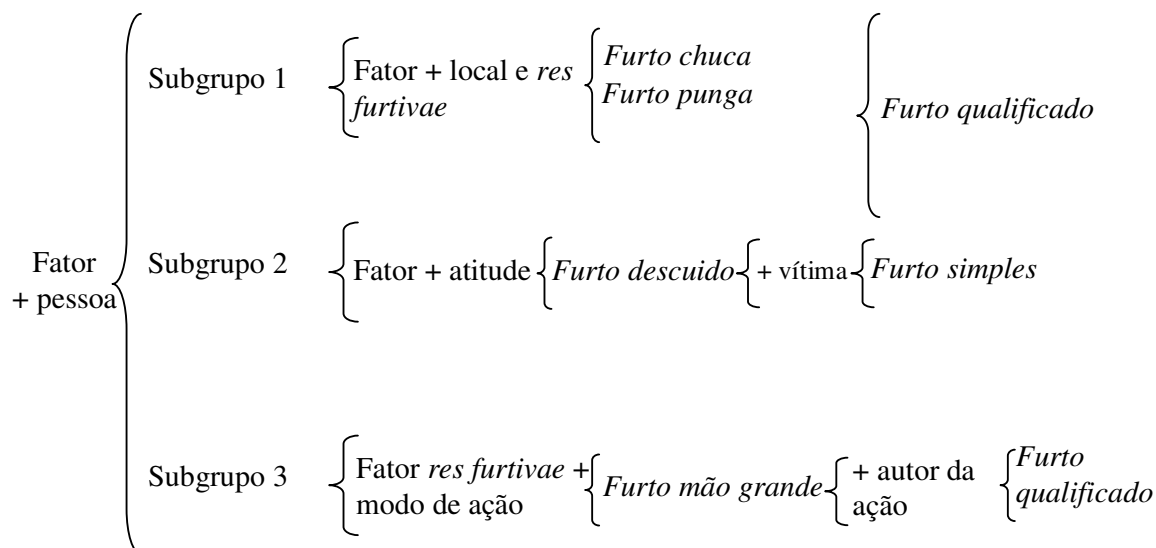 Subgrupo 1
Fator + local e res
furtivae
Furto chuca
Furto punga
Furto qualificado
Fator
+ pessoa
Subgrupo 2
Fator + atitude
Furto descuido
+ vítima
Furto simples
Subgrupo 3
Fator res furtivae +
modo de ação
Furto mão grande
+ autor da
ação
Furto
qualificado